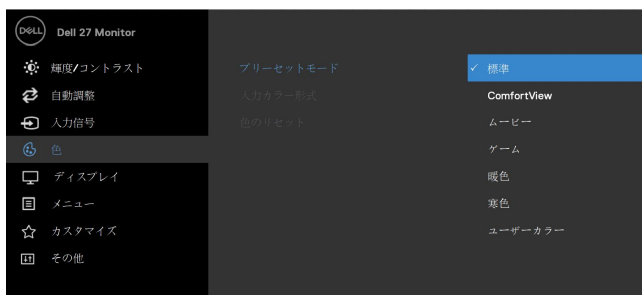 DELL Dell 27 Monitor
輝度/コントラスト
自動調整
入力信号
色
ディスプレイ
メニュー
カスタマイズ
その他
プリーセットモード
入力カラー形式
色のリセット
✓ 標準
ComfortView
ムービー
ゲーム
暖色
寒色
ユーザーカラー